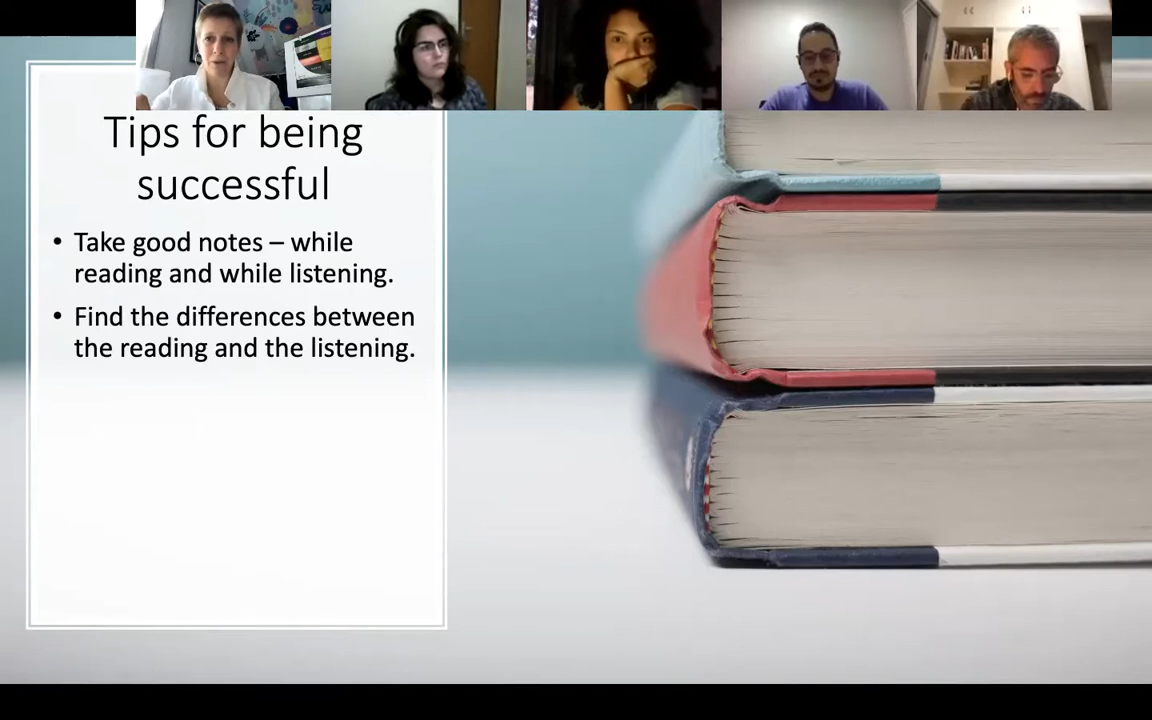 Tips for being
successful
• Take good notes – while
reading and while listening.
• Find the differences between
the reading and the listening.